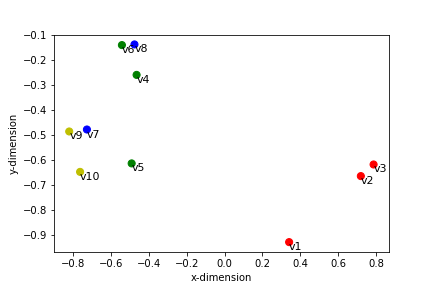 −0.1
−0.2
−0.3
−0.4
−0.5
−0.6
−0.7
−0.8
−0.9
y-dimension
v6
v8
v4
v9
v7
v5
v10
v3
v2
v1
−0.8 −0.6 −0.4 −0.2 0.0 0.2 0.4 0.6 0.8
x-dimension